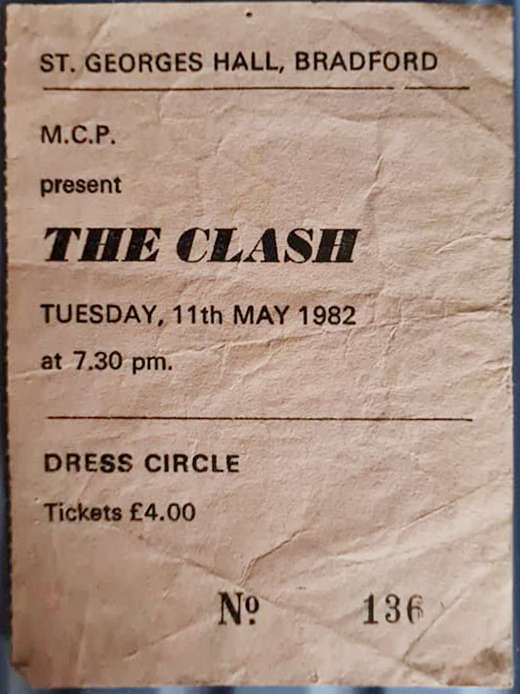 ST. GEORGES HALL, BRADFORD
M.C.P.
present
THE CLASH
TUESDAY, 11th MAY 1982
at 7.30 pm.
DRESS CIRCLE
Tickets £4.00
Nº 136